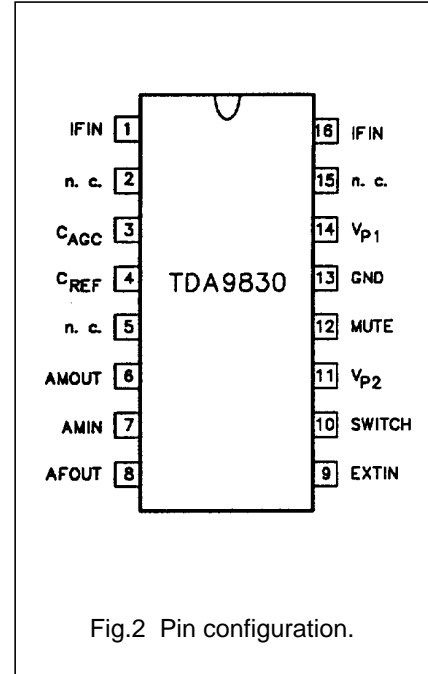 IFIN 1 16 IFIN
n. c. 2 15 n. c.
CAGC 3 14 VP1
CREF 4 TDA9830 13 GND
n. c. 5 12 MUTE
AMOUT 6 11 VP2
AMIN 7 10 SWITCH
AFOUT 8 9 EXTIN
Fig.2 Pin configuration.